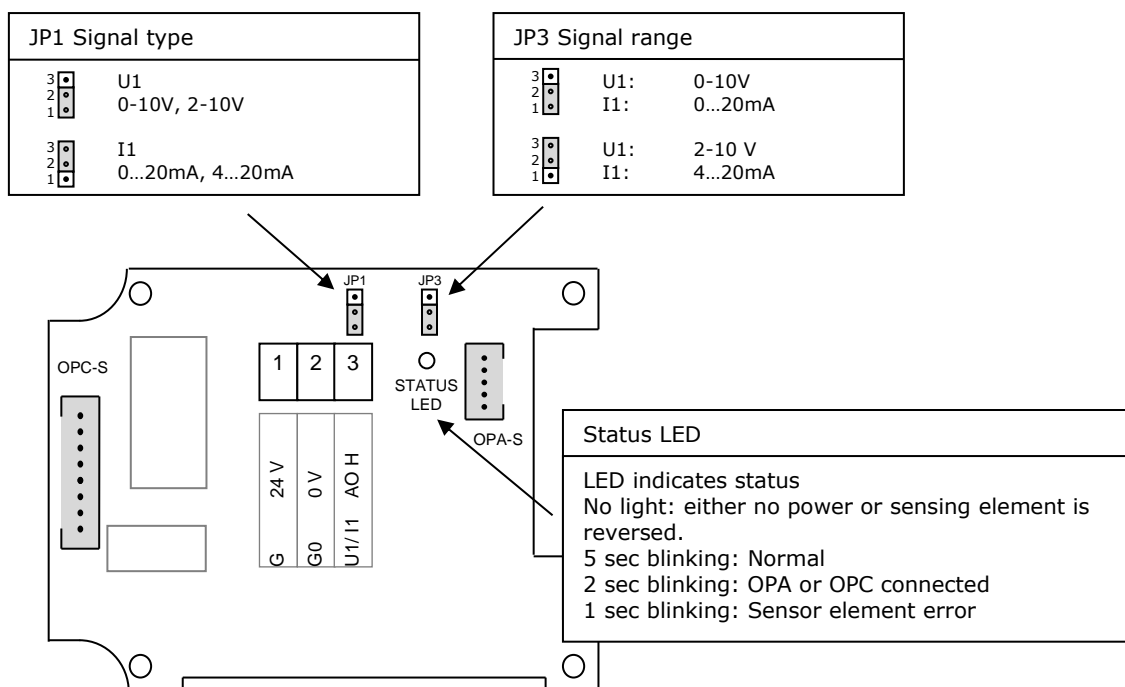 JP1 Signal type
3
2
1
U1
0-10V, 2-10V
3
2
1
I1
0...20mA, 4...20mA
JP3 Signal range
3
2
1
U1: 0-10V
I1: 0...20mA
3
2
1
U1: 2-10 V
I1: 4...20mA
JP1
JP3
OPC-S
1 2 3
STATUS
LED
OPA-S
G 24 V
G0 0 V
U1/I1 AO H
Status LED
LED indicates status
No light: either no power or sensing element is
reversed.
5 sec blinking: Normal
2 sec blinking: OPA or OPC connected
1 sec blinking: Sensor element error